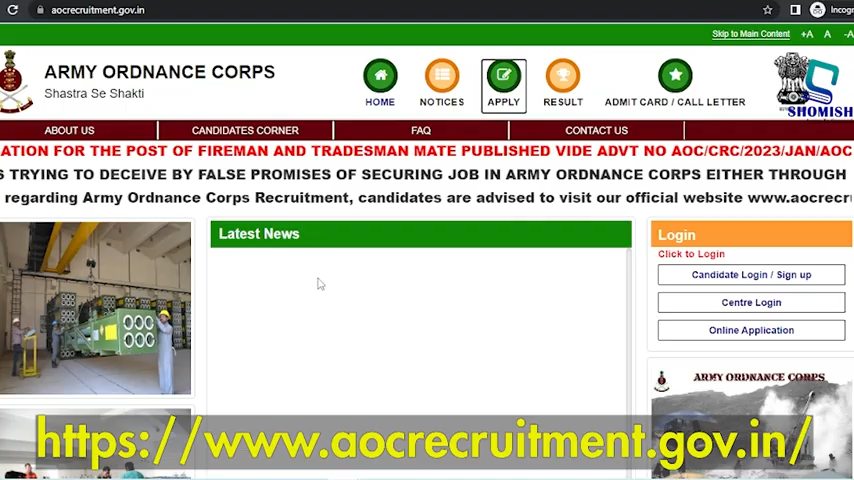 aocrecruitment.gov.in
Incogn
Skip to Main Content +A A -A
ARMY ORDNANCE CORPS
Shastra Se Shakti
HOME NOTICES APPLY RESULT ADMIT CARD / CALL LETTER
SHOMISH
ABOUT US CANDIDATES CORNER FAQ CONTACT US
ATION FOR THE POST OF FIREMAN AND TRADESMAN MATE PUBLISHED VIDE ADVT NO AOC/CRC/2023/JAN/AOC
S TRYING TO DECEIVE BY FALSE PROMISES OF SECURING JOB IN ARMY ORDNANCE CORPS EITHER THROUGH
regarding Army Ordnance Corps Recruitment, candidates are advised to visit our official website www.aocrecr
Latest News
Login
Click to Login
Candidate Login / Sign up
Centre Login
Online Application
ARMY ORDNANCE CORPS
https://www.aocrecruitment.gov.in/